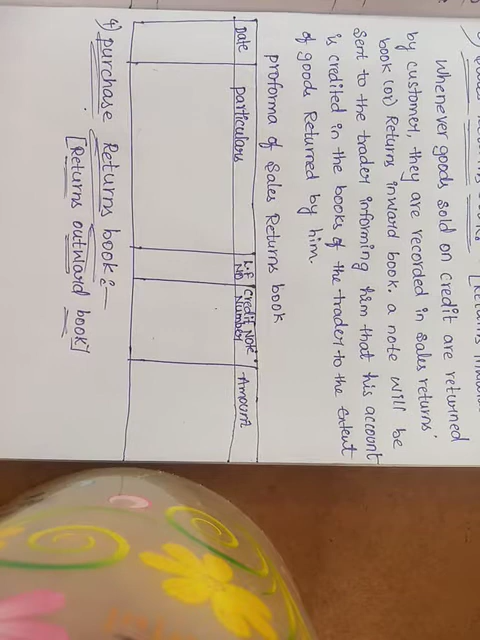 Whenever goods sold on credit are returned
by customer, they are recorded in sales returns
book (or) Returns inward book. a note will be
sent to the trader informing him that his account
is credited in the books of the trader to the extent
of goods Returned by him.
proforma of Sales Returns book
Date particulars L.F NO Credit Note Number Amount
4) purchase Returns book:-
[Returns outward book]